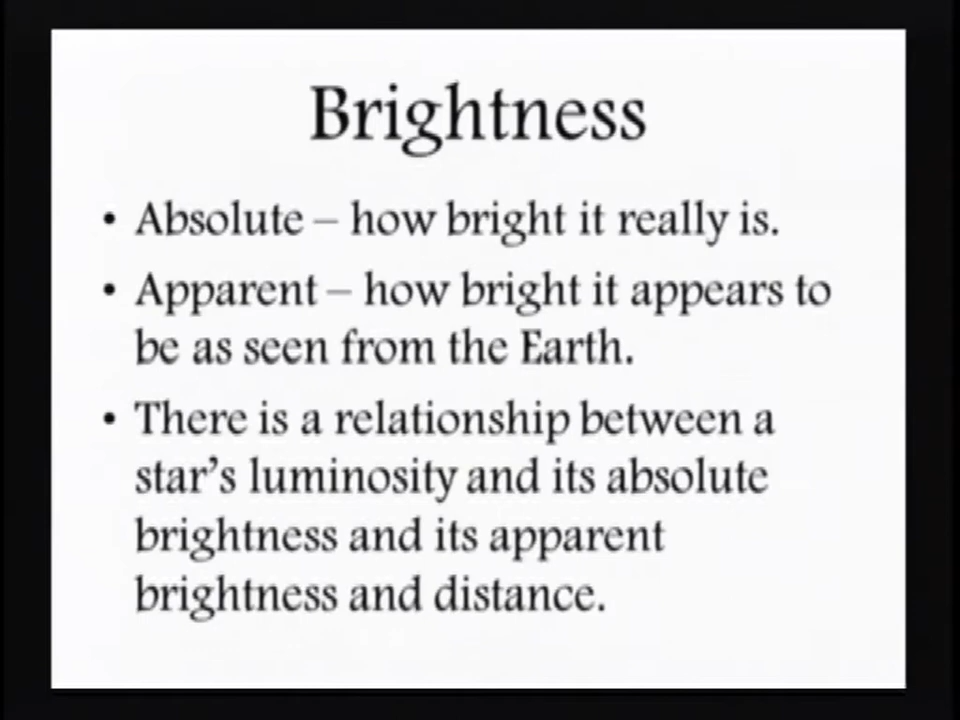 Brightness
• Absolute – how bright it really is.
• Apparent – how bright it appears to
be as seen from the Earth.
• There is a relationship between a
star’s luminosity and its absolute
brightness and its apparent
brightness and distance.